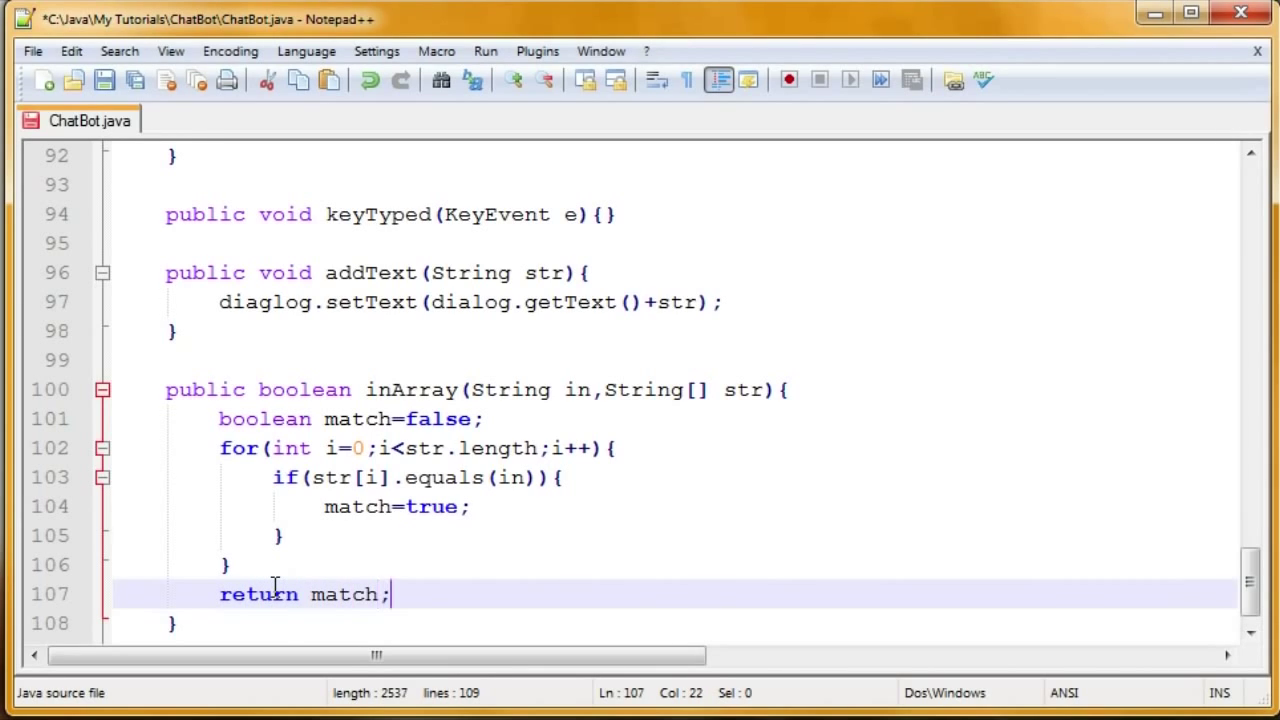 *C:\Java\My Tutorials\ChatBot\ChatBot.java - Notepad++
File Edit Search View Encoding Language Settings Macro Run Plugins Window ? X
ABC
ChatBot.java
92 }
93
94 public void keyTyped(KeyEvent e){}
95
96 public void addText(String str){
97 diaglog.setText(dialog.getText()+str);
98 }
99
100 public boolean inArray(String in,String[] str){
101 boolean match=false;
102 for(int i=0;i<str.length;i++){
103 if(str[i].equals(in)){
104 match=true;
105 }
106 }
107 return match;
108 }
Java source file length : 2537 lines : 109 Ln : 107 Col : 22 Sel : 0 Dos\Windows ANSI INS